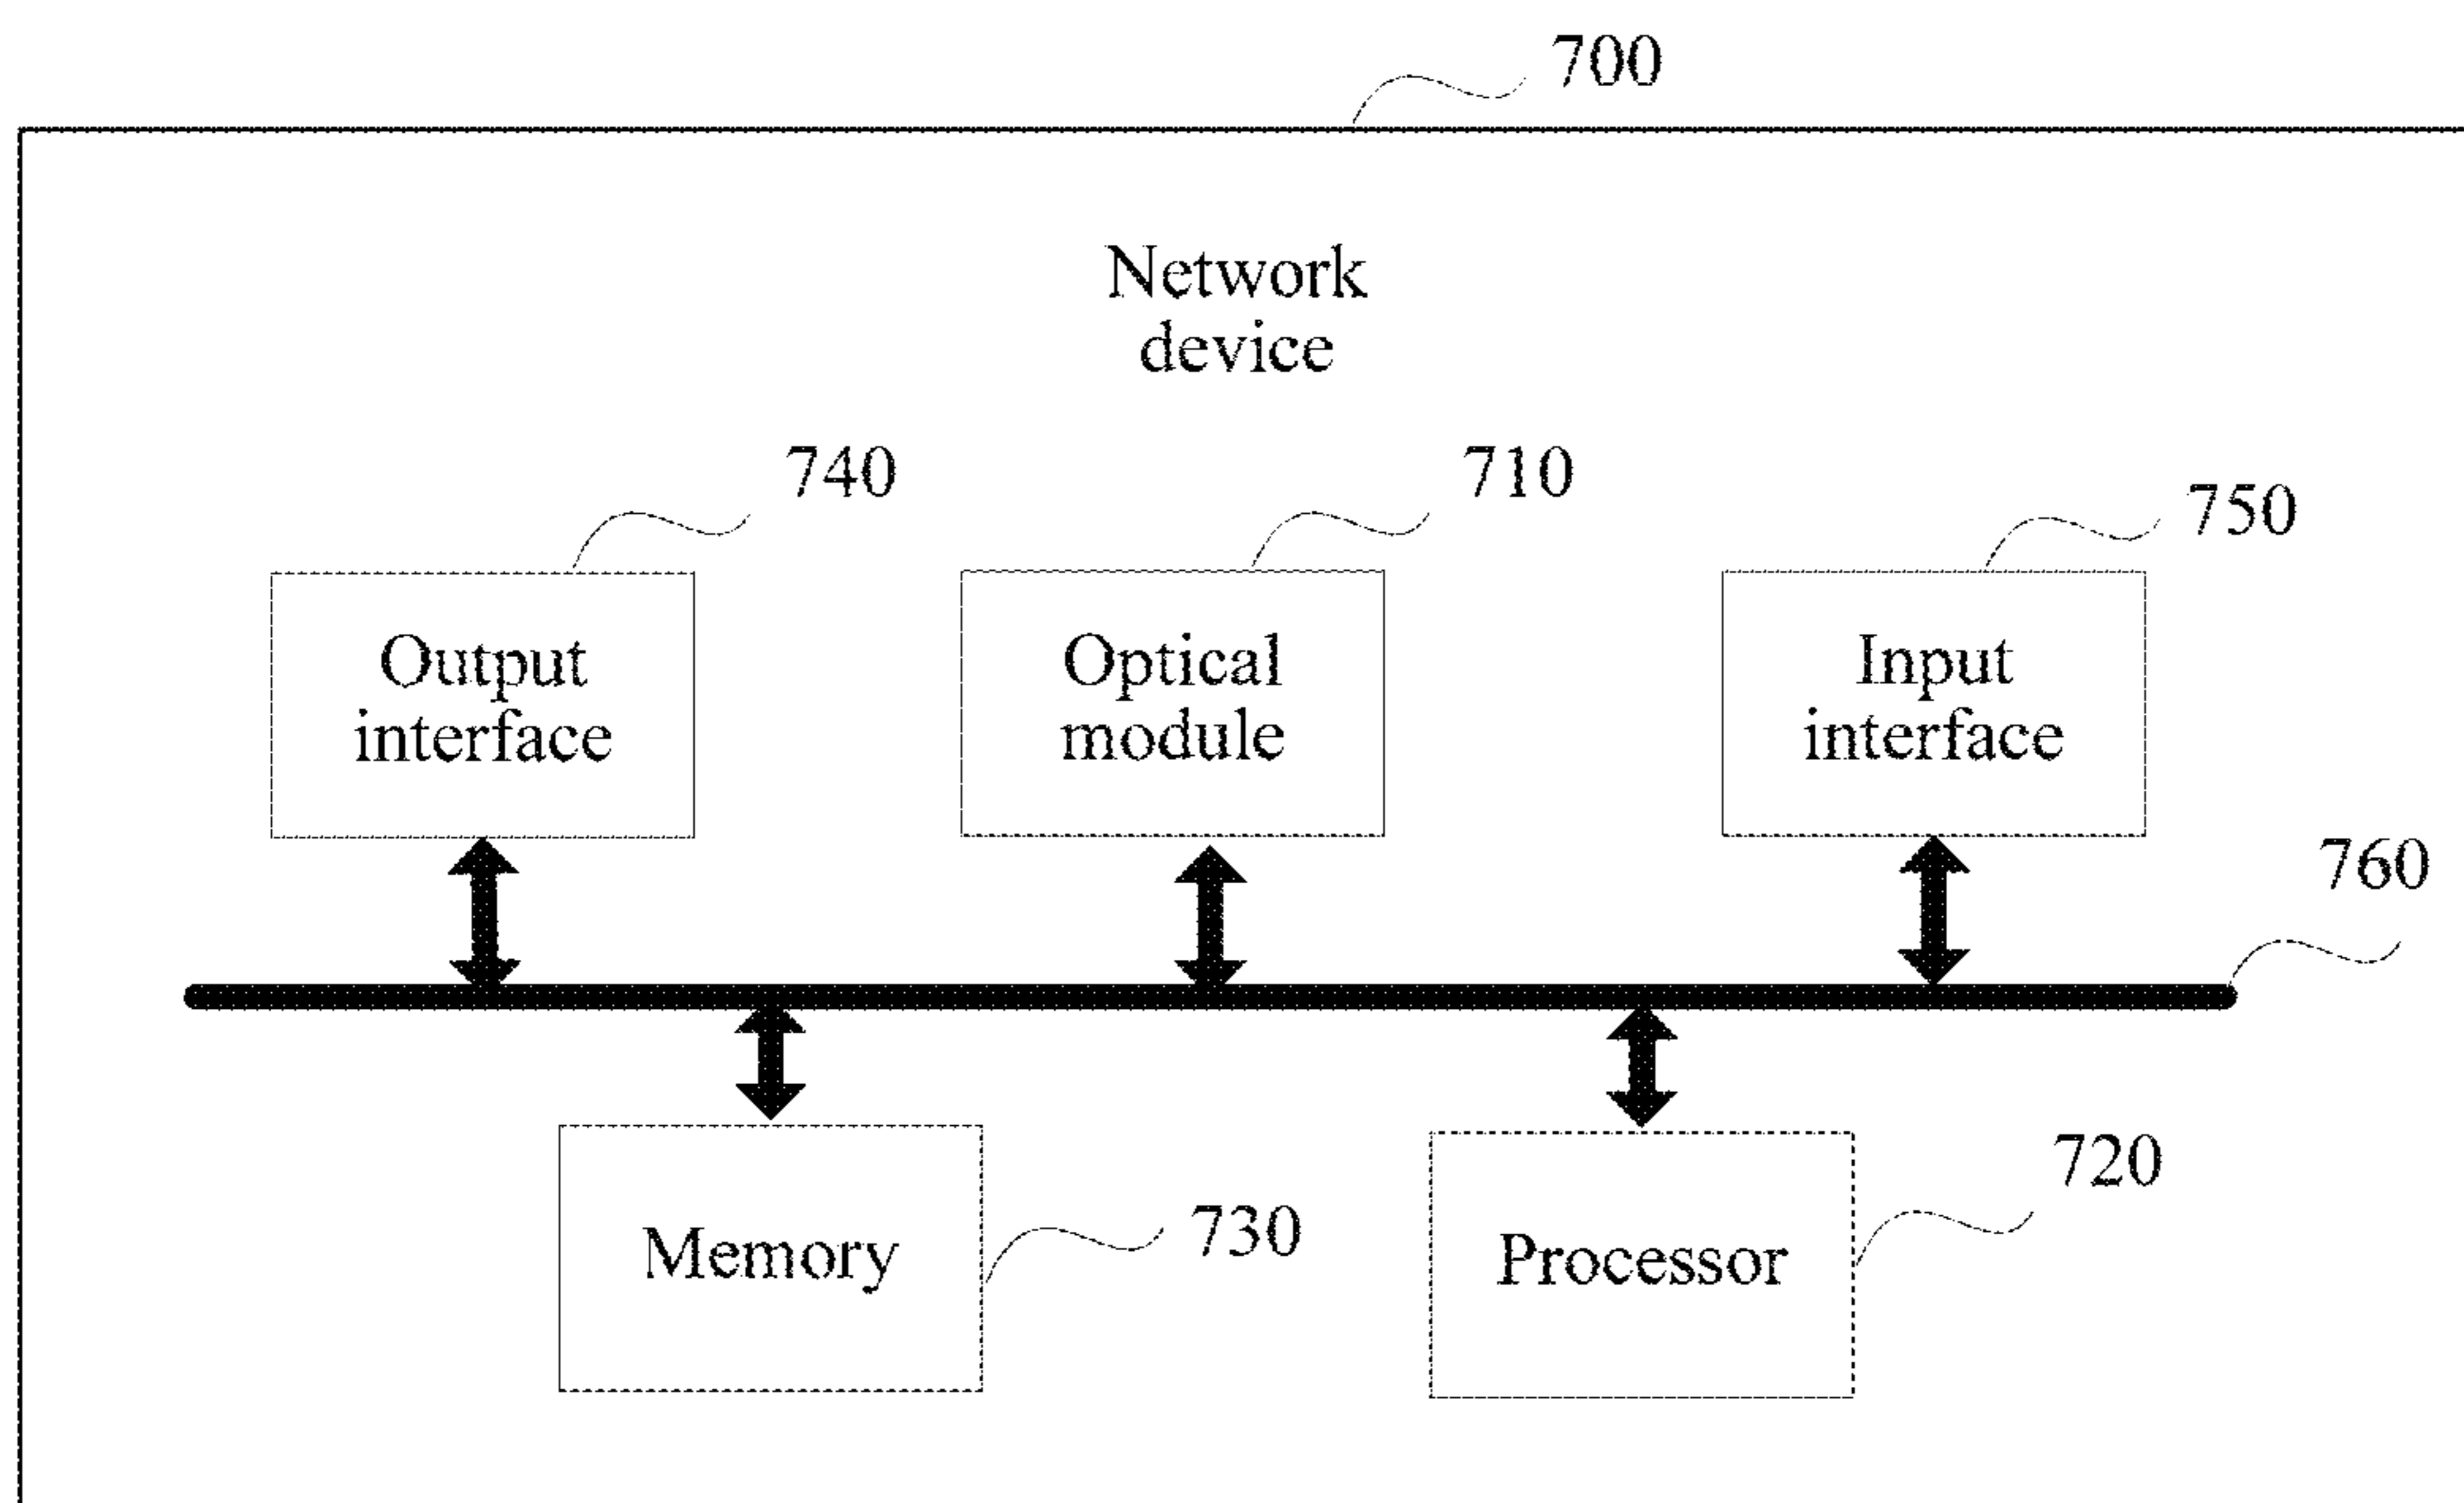 700
Network
device
740
710
750
Output
interface
Optical
module
Input
interface
760
Memory
730
Processor
720